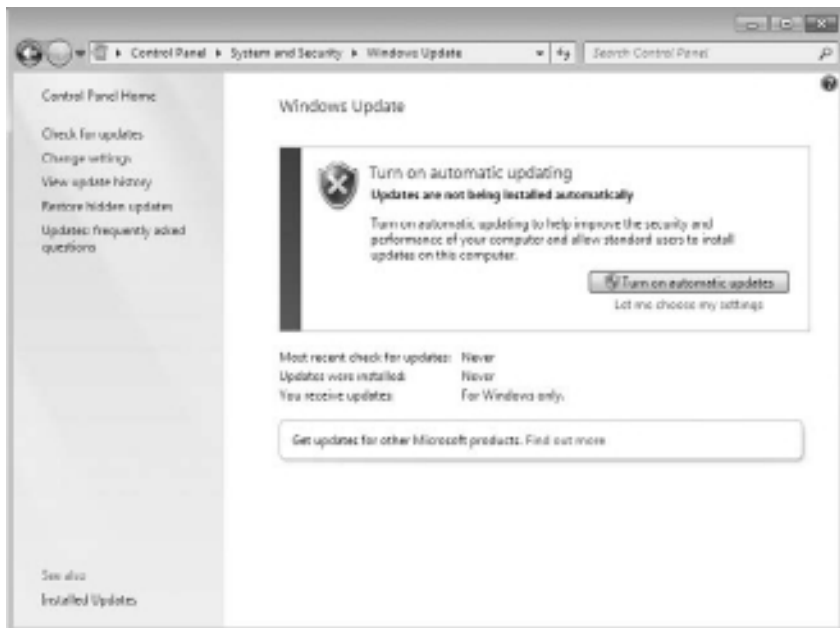 Control Panel ▸ System and Security ▸ Windows Update
Search Control Panel
Control Panel Home
Check for updates
Change settings
View update history
Restore hidden updates
Updates: frequently asked
questions
See also
Installed Updates
Windows Update
Turn on automatic updating
Updates are not being installed automatically
Turn on automatic updating to help improve the security and
performance of your computer and allow standard users to install
updates on this computer.
Turn on automatic updates
Let me choose my settings
Most recent check for updates: Never
Updates were installed: Never
You receive updates: For Windows only.
Get updates for other Microsoft products. Find out more